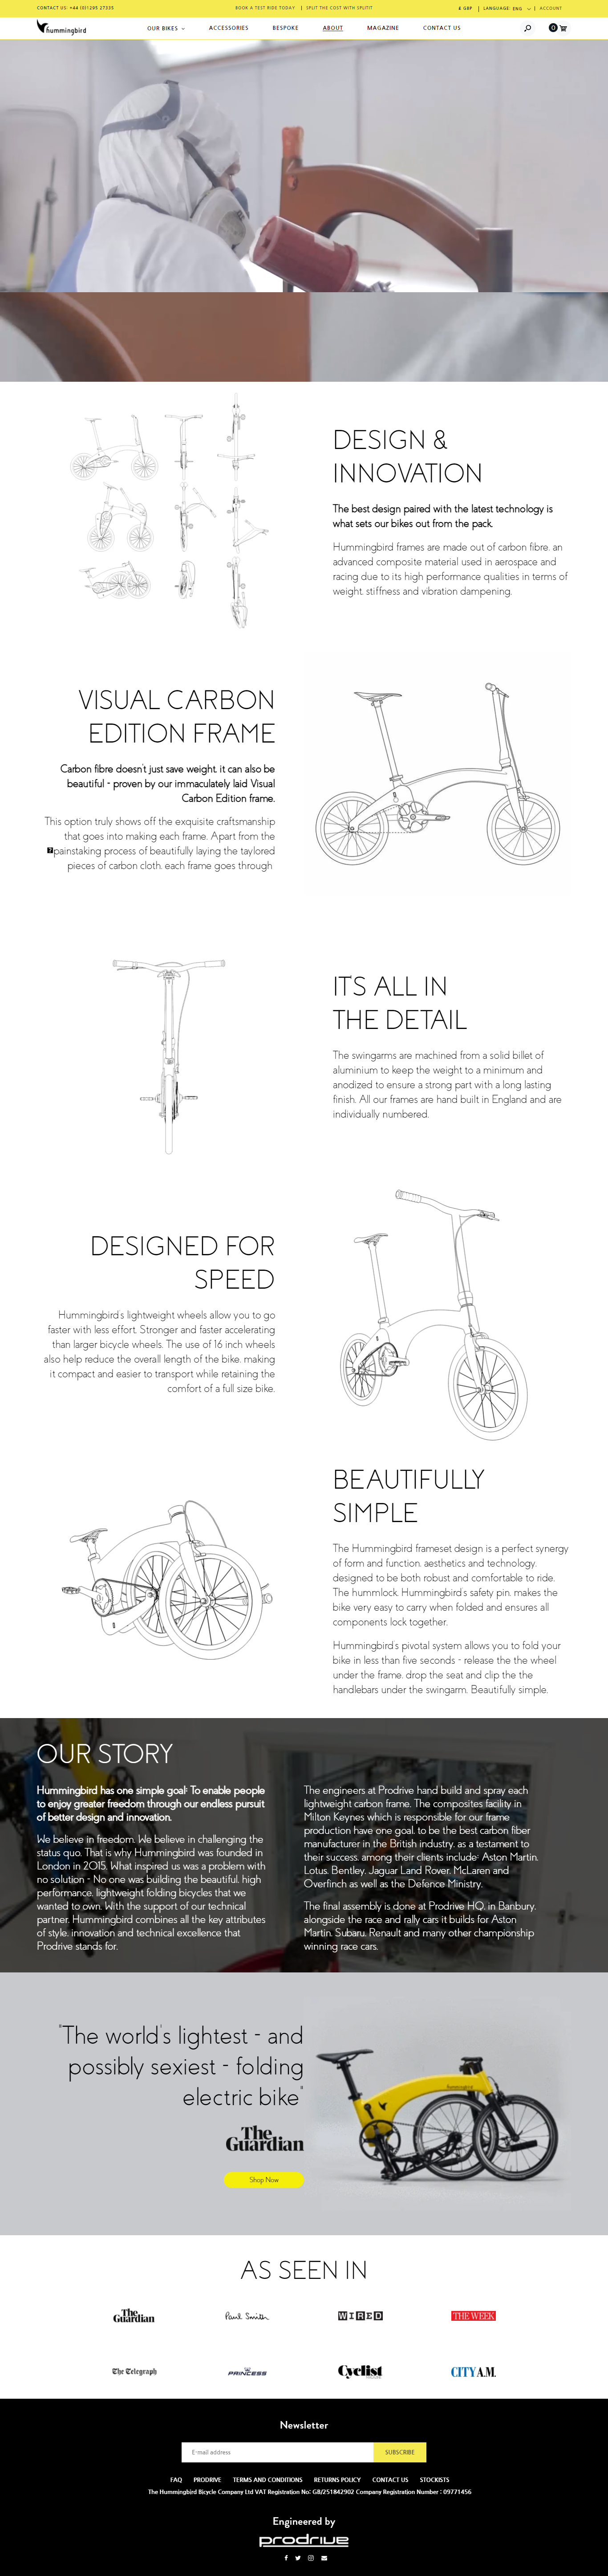 CONTACT US: +44 (0)1295 27335
BOOK A TEST RIDE TODAY | SPLIT THE COST WITH SPLITIT
£ GBP | LANGUAGE: ENG | ACCOUNT
hummingbird
OUR BIKES
ACCESSORIES
BESPOKE
ABOUT
MAGAZINE
CONTACT US
0
DESIGN &
INNOVATION
The best design paired with the latest technology is
what sets our bikes out from the pack.
Hummingbird frames are made out of carbon fibre, an
advanced composite material used in aerospace and
racing due to its high performance qualities in terms of
weight, stiffness and vibration dampening.
VISUAL CARBON
EDITION FRAME
Carbon fibre doesn't just save weight, it can also be
beautiful - proven by our immaculately laid Visual
Carbon Edition frame.
This option truly shows off the exquisite craftsmanship
that goes into making each frame. Apart from the
painstaking process of beautifully laying the taylored
pieces of carbon cloth, each frame goes through
IT'S ALL IN
THE DETAIL
The swingarms are machined from a solid billet of
aluminium to keep the weight to a minimum and
anodized to ensure a strong part with a long lasting
finish. All our frames are hand built in England and are
individually numbered.
DESIGNED FOR
SPEED
Hummingbird's lightweight wheels allow you to go
faster with less effort. Stronger and faster accelerating
than larger bicycle wheels. The use of 16 inch wheels
also help reduce the overall length of the bike, making
it compact and easier to transport while retaining the
comfort of a full size bike.
BEAUTIFULLY
SIMPLE
The Hummingbird frameset design is a perfect synergy
of form and function, aesthetics and technology,
designed to be both robust and comfortable to ride.
The hummlock, Hummingbird's safety pin, makes the
bike very easy to carry when folded and ensures all
components lock together.
Hummingbird's pivotal system allows you to fold your
bike in less than five seconds - release the the wheel
under the frame, drop the seat and clip the the
handlebars under the swingarm. Beautifully simple.
OUR STORY
Hummingbird has one simple goal: To enable people
to enjoy greater freedom through our endless pursuit
of better design and innovation.
We believe in freedom. We believe in challenging the
status quo. That is why Hummingbird was founded in
London in 2015. What inspired us was a problem with
no solution - No one was building the beautiful, high
performance, lightweight folding bicycles that we
wanted to own. With the support of our technical
partner, Hummingbird combines all the key attributes
of style, innovation and technical excellence that
Prodrive stands for.
The engineers at Prodrive hand build and spray each
lightweight carbon frame. The composites facility in
Milton Keynes which is responsible for our frame
production have one goal, to be the best carbon fiber
manufacturer in the British industry, as a testament to
their success, among their clients include: Aston Martin,
Lotus, Bentley, Jaguar Land Rover, McLaren and
Overfinch as well as the Defence Ministry.
The final assembly is done at Prodrive HQ, in Banbury,
alongside the race and rally cars it builds for Aston
Martin, Subaru, Renault and many other championship
winning race cars.
"The world's lightest - and
possibly sexiest - folding
electric bike"
The
Guardian
Shop Now
hummingbird
AS SEEN IN
The
Guardian
Paul Smith
WIRED
THE WEEK
The Telegraph
PRINCESS
Cyclist
CITY A.M.
Newsletter
E-mail address
SUBSCRIBE
FAQ
PRODRIVE
TERMS AND CONDITIONS
RETURNS POLICY
CONTACT US
STOCKISTS
The Hummingbird Bicycle Company Ltd VAT Registration No: GB/251842902 Company Registration Number : 09771456
Engineered by
prodrive